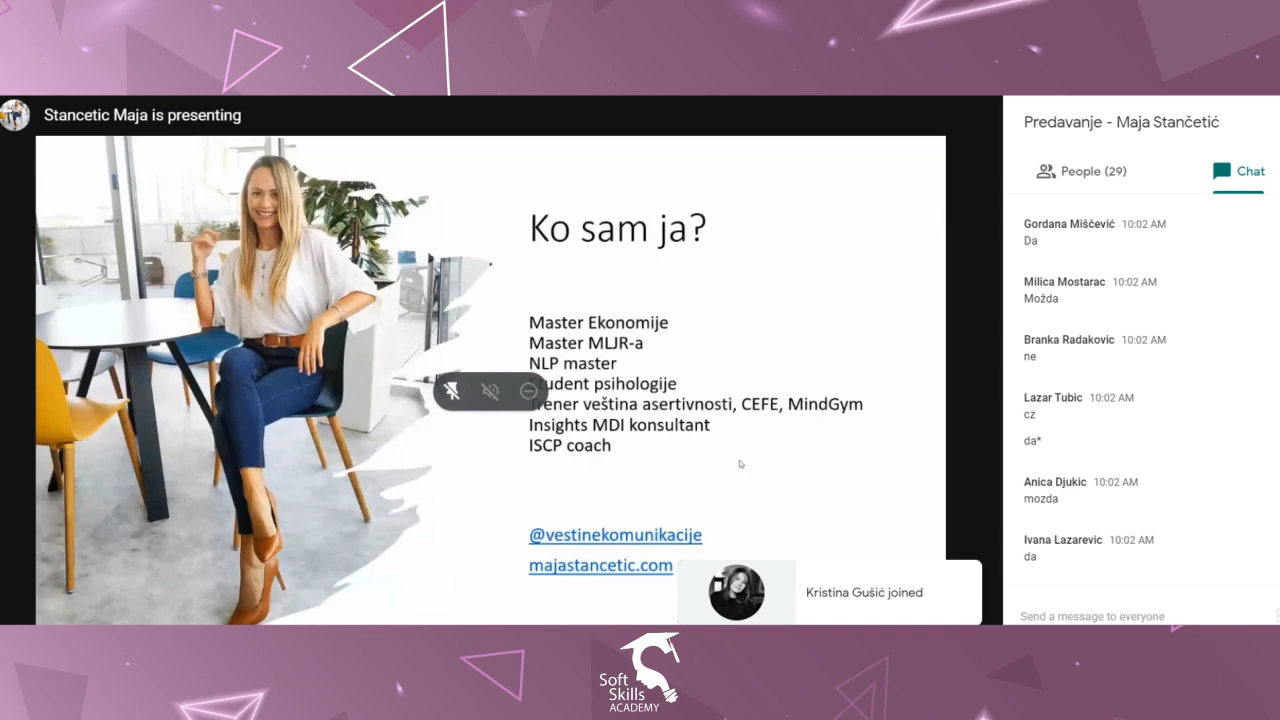 Stancetic Maja is presenting
Ko sam ja?
Master Ekonomije
Master MLJR-a
NLP master
udent psihologije
rener veština asertivnosti, CEFE, MindGym
Insights MDI konsultant
ISCP coach
@vestinekomunikacije
majastancetic.com
Kristina Gušić joined
Predavanje - Maja Stančetić
People (29)
Chat
Gordana Miščević 10:02 AM
Da
Milica Mostarac 10:02 AM
Možda
Branka Radakovic 10:02 AM
ne
Lazar Tubic 10:02 AM
cz
da*
Anica Djukic 10:02 AM
mozda
Ivana Lazarevic 10:02 AM
da
Send a message to everyone
Soft
Skills
ACADEMY